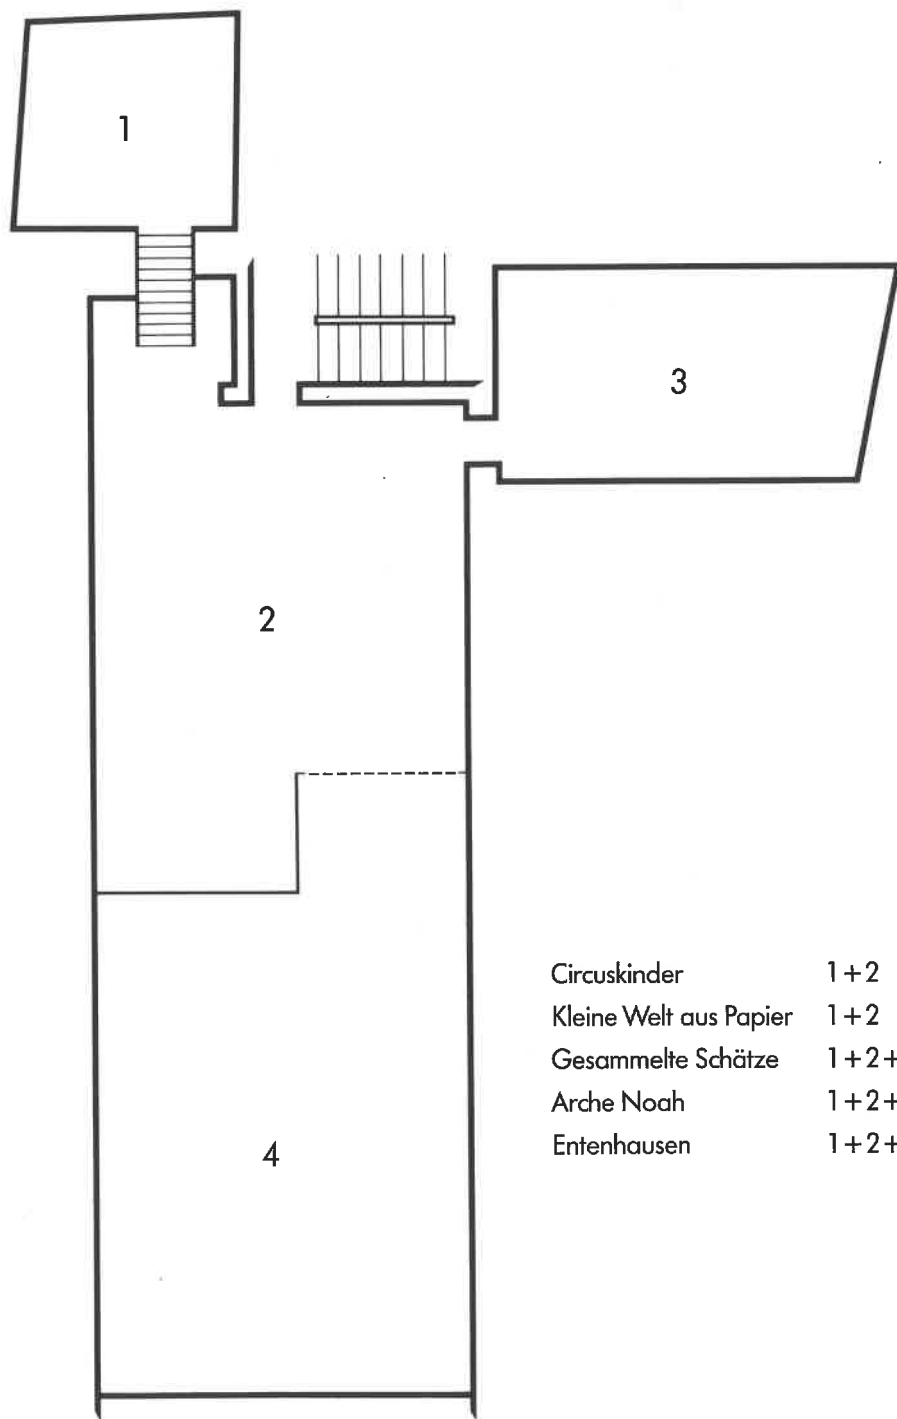 1
3
2
4
Circuskinder 1+2
Kleine Welt aus Papier 1+2
Gesammelte Schätze 1+2+
Arche Noah 1+2+
Entenhausen 1+2+